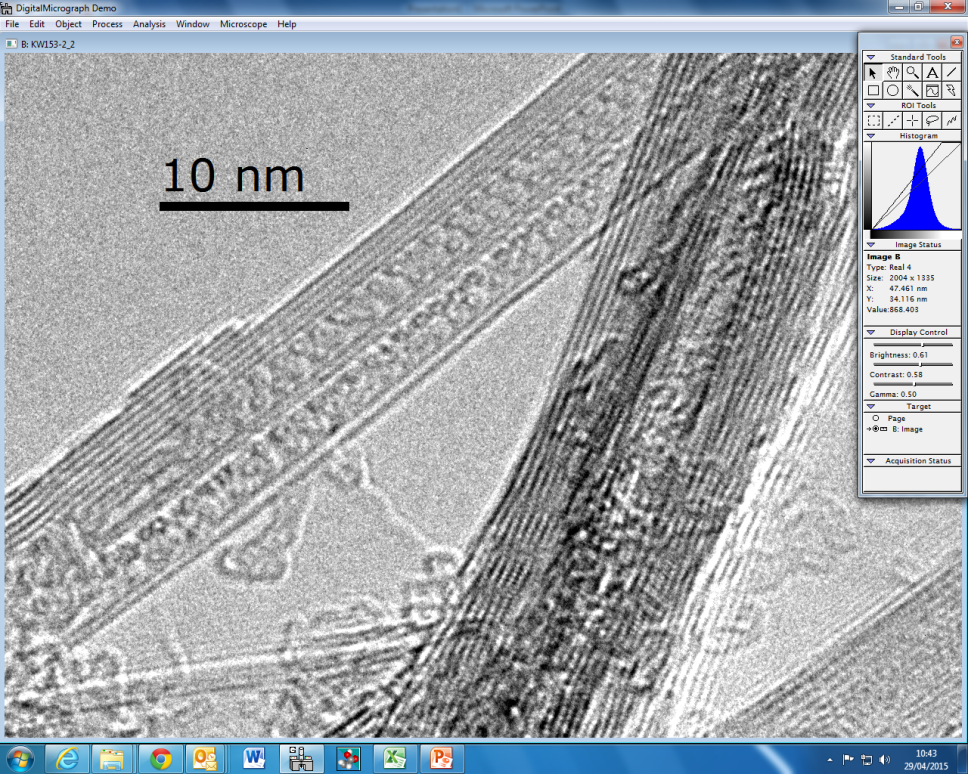 DigitalMicrograph Demo
File Edit Object Process Analysis Window Microscope Help
B: KW153-2_2
10 nm
Standard Tools
A
ROI Tools
Histogram
Image Status
Image B
Type: Real 4
Size: 2004 x 1335
X: 47.461 nm
Y: 34.116 nm
Value:868.403
Display Control
Brightness: 0.61
Contrast: 0.58
Gamma: 0.50
Target
Page
B: Image
Acquisition Status
10:43
29/04/2015